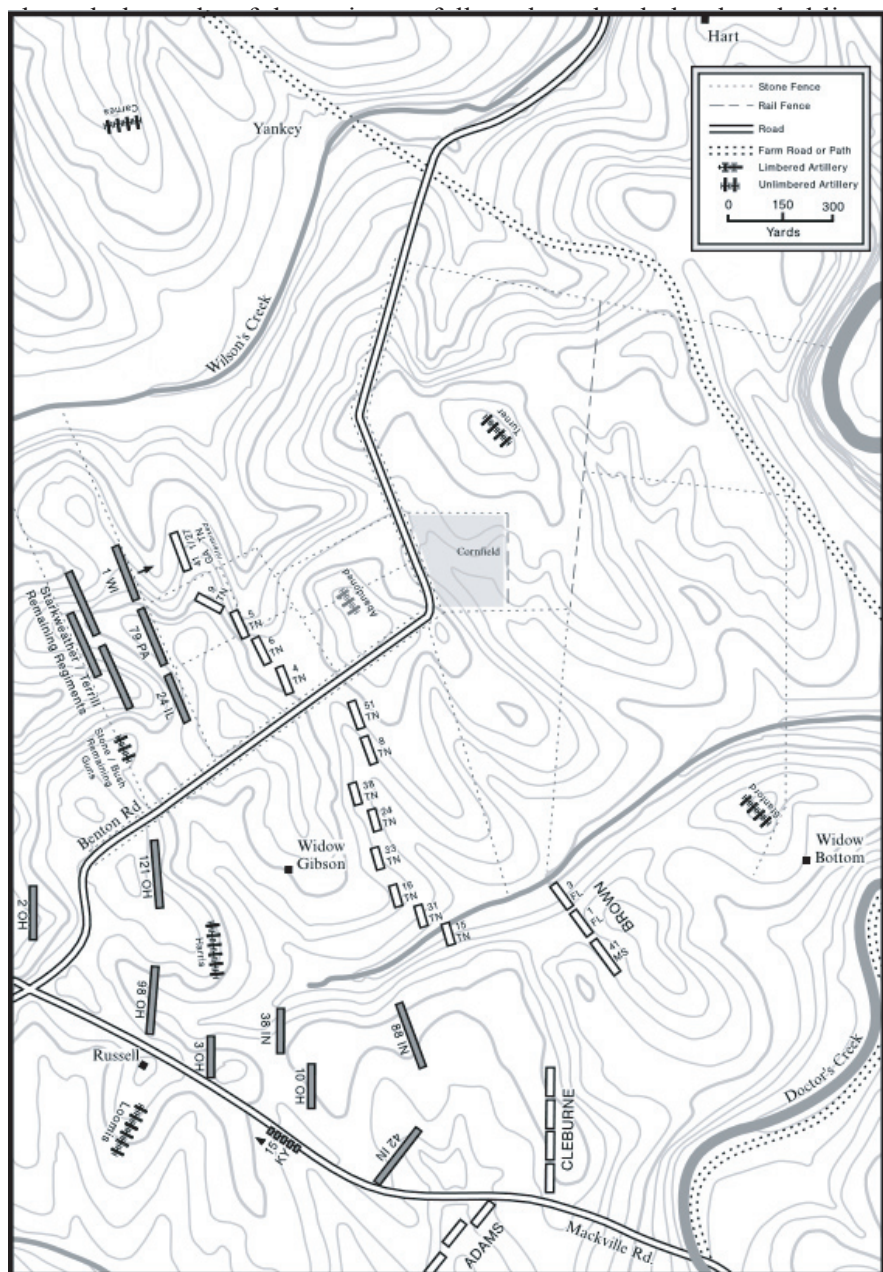 Hart
Stone Fence
Rail Fence
Road
Farm Road or Path
Limbered Artillery
Unlimbered Artillery
0 150 300
Yards
Carnes
Yankey
Wilson's Creek
Turner
Cornfield
Abandoned
41 1/27
GA TN
1 WI
9
TN
5
TN
6
TN
4
TN
79 PA
24 IL
Starkweather / Terrill
Remaining Regiments
Stone / Bush
Remaining
Guns
Benton Rd
51
TN
8
TN
38
TN
24
TN
33
TN
16
TN
31
TN
15
TN
Stanford
Widow
Gibson
Widow
Bottom
121 OH
2 OH
Harris
3
FL
1
FL
41
MS
BROWN
98 OH
38 IN
88 IN
3 OH
10 OH
Russell
Loomis
15
KY
42 IN
CLEBURNE
Doctor's Creek
ADAMS
Mackville Rd.